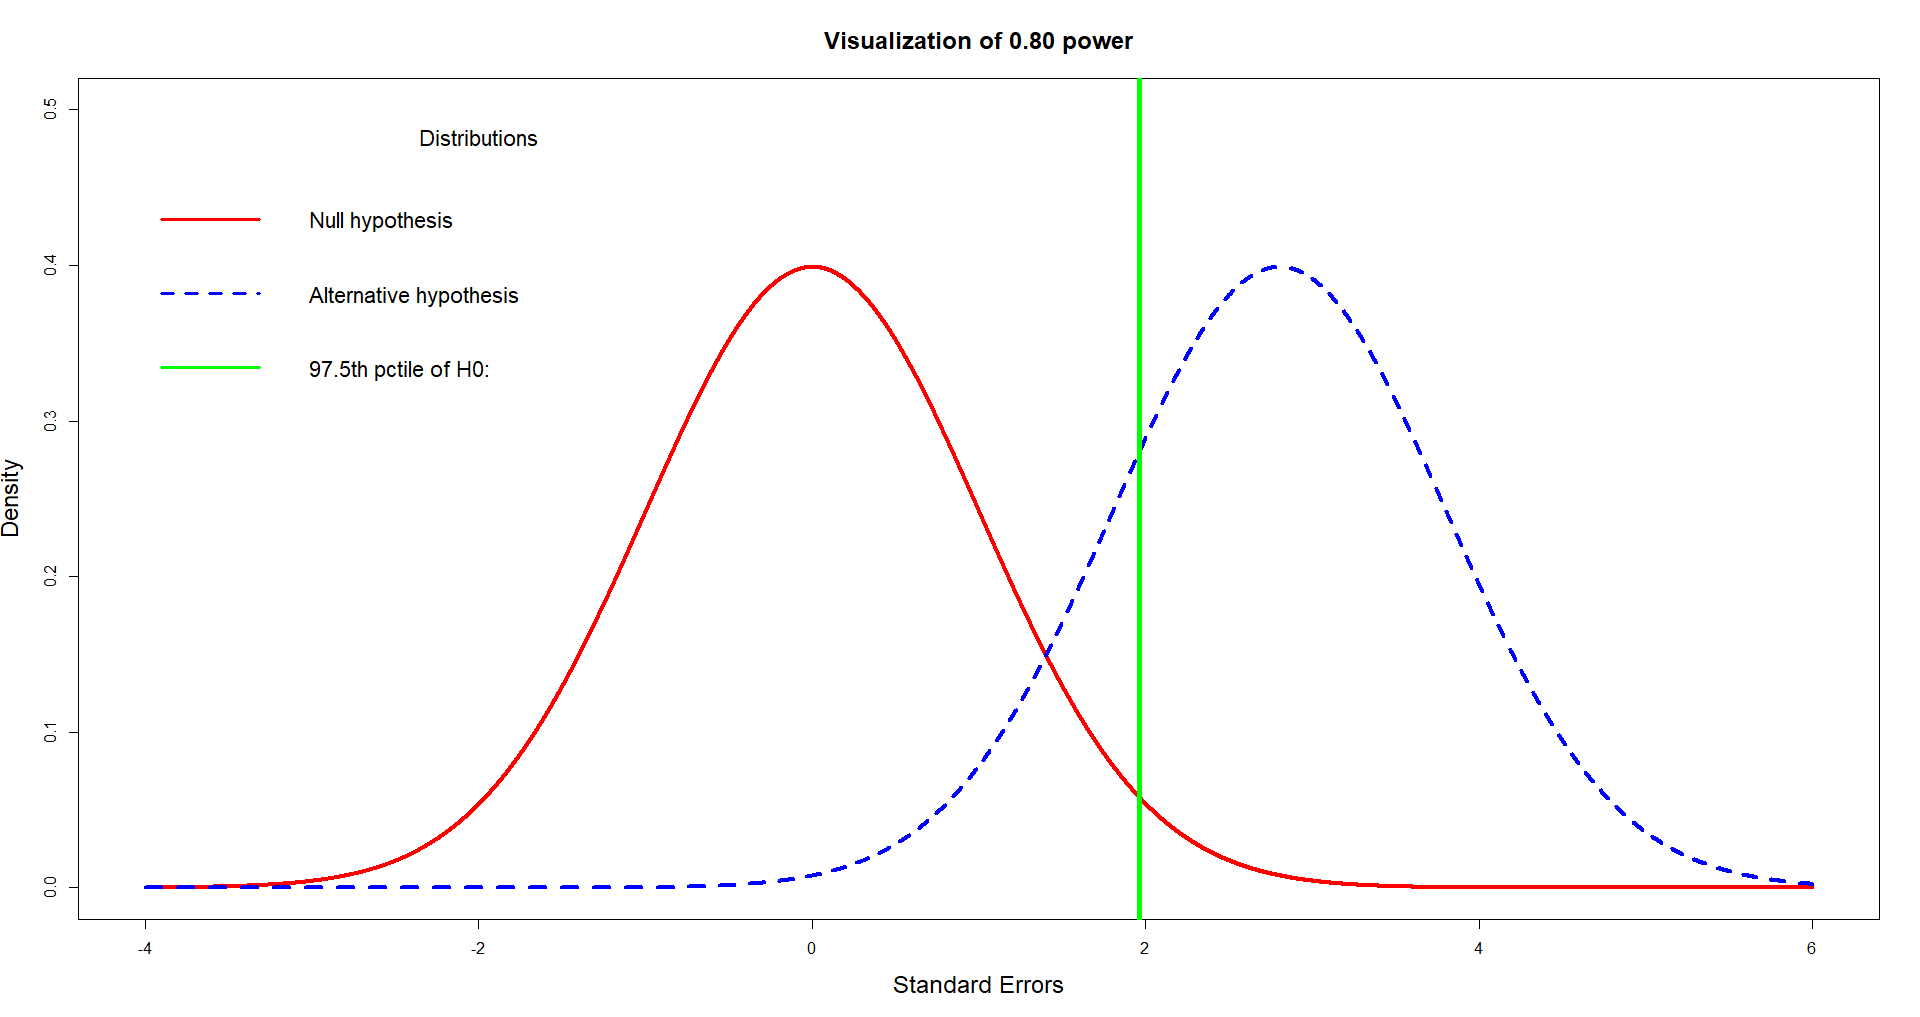 Visualization of 0.80 power
Distributions
Null hypothesis
Alternative hypothesis
97.5th pctile of H0:
Density
0.5
0.4
0.3
0.2
0.1
0.0
-4 -2 0 2 4 6
Standard Errors